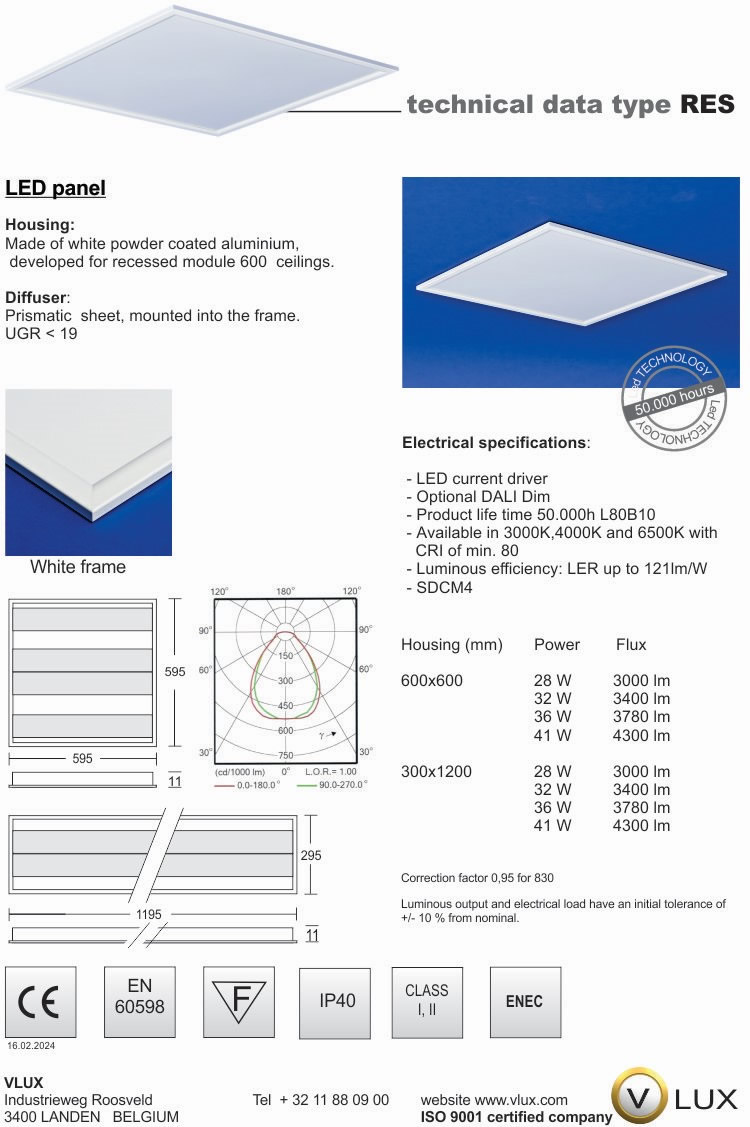 technical data type RES
LED panel
Housing:
Made of white powder coated aluminium,
developed for recessed module 600 ceilings.
Diffuser:
Prismatic sheet, mounted into the frame.
UGR < 19
White frame
Led TECHNOLOGY
50.000 hours
Led TECHNOLOGY
Electrical specifications:
- LED current driver
- Optional DALI Dim
- Product life time 50.000h L80B10
- Available in 3000K,4000K and 6500K with
CRI of min. 80
- Luminous efficiency: LER up to 121lm/W
- SDCM4
595
595
11
120° 180° 120°
90° 90°
150
60° 60°
300
450
600
γ
30° 750 30°
(cd/1000 lm) 0° L.O.R.= 1.00
0.0-180.0° 90.0-270.0°
295
1195
11
Housing (mm) Power Flux
600x600 28 W 3000 lm
32 W 3400 lm
36 W 3780 lm
41 W 4300 lm
300x1200 28 W 3000 lm
32 W 3400 lm
36 W 3780 lm
41 W 4300 lm
Correction factor 0,95 for 830
Luminous output and electrical load have an initial tolerance of
+/- 10 % from nominal.
CE
EN
60598
F
IP40
CLASS
I, II
ENEC
16.02.2024
VLUX
Industrieweg Roosveld Tel + 32 11 88 09 00 website www.vlux.com
3400 LANDEN BELGIUM ISO 9001 certified company
V LUX